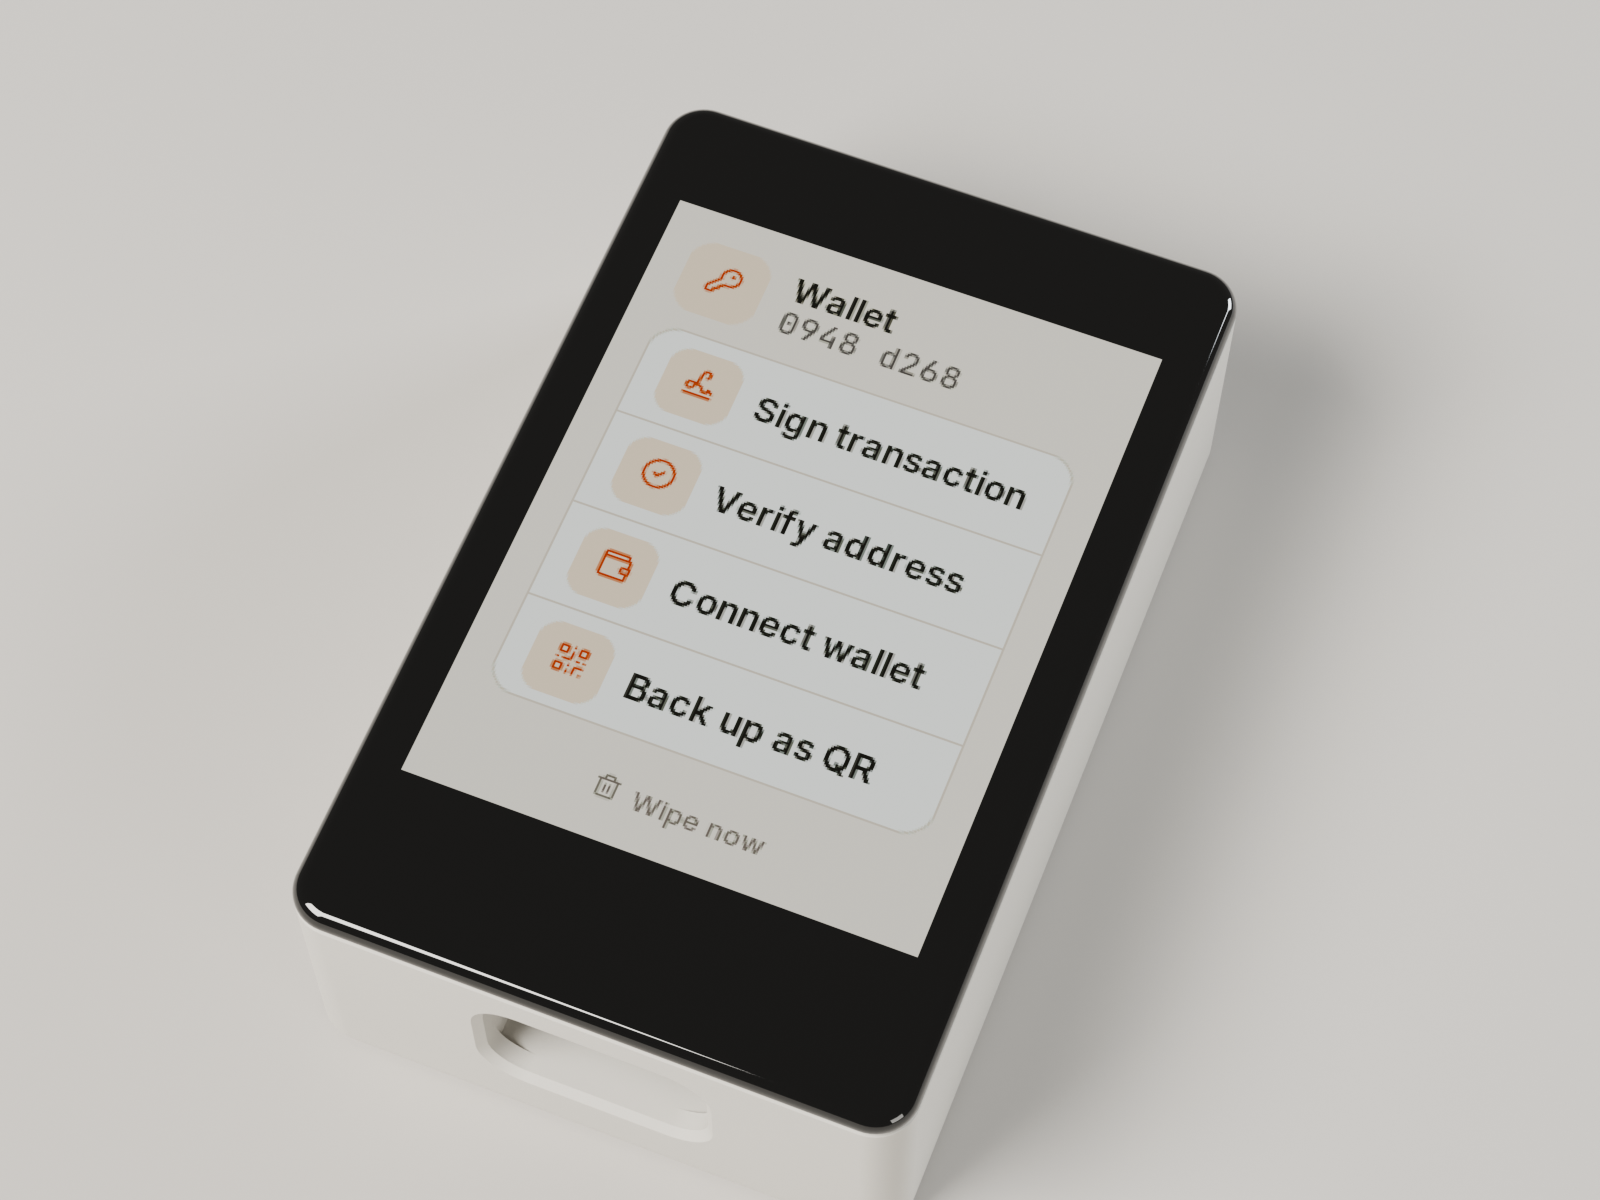 Wallet
0948 d268
Sign transaction
Verify address
Connect wallet
Back up as QR
Wipe now